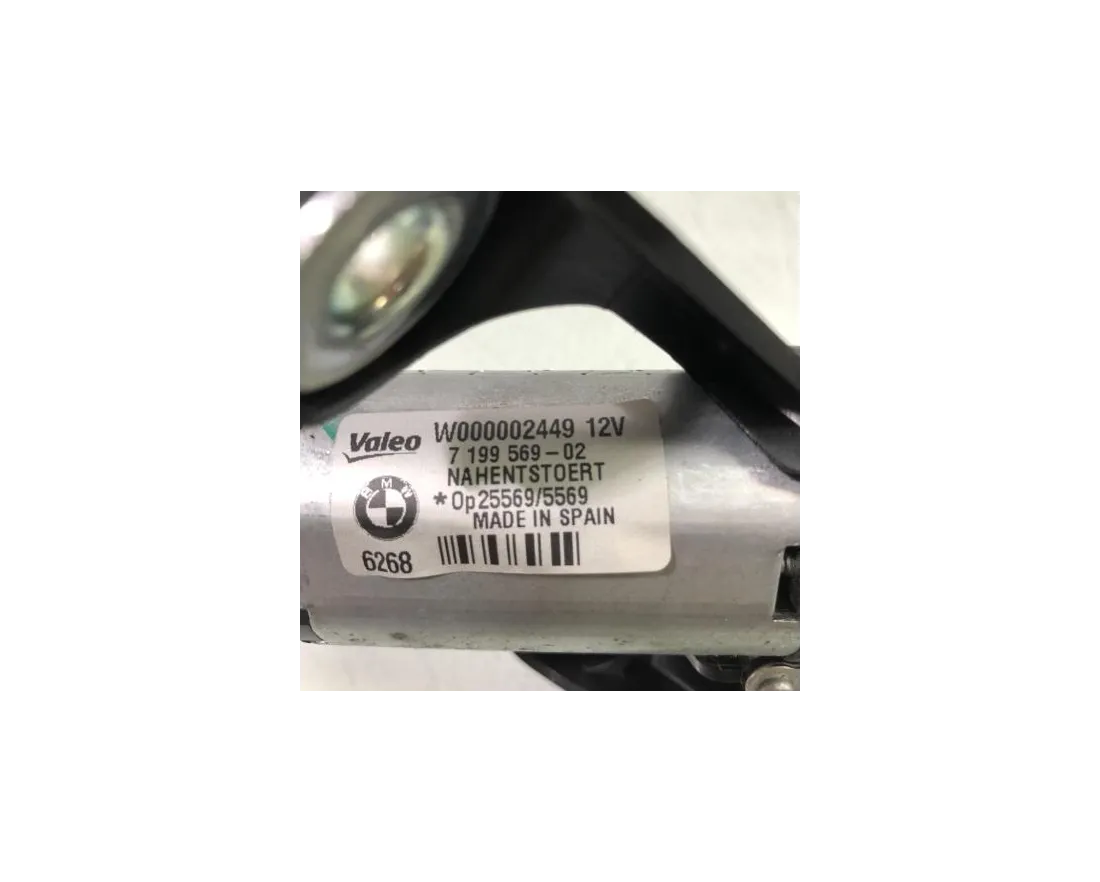 Valeo W000002449 12V
7 199 569-02
NAHENTSTOERT
BMW *Op25569/5569
MADE IN SPAIN
6268